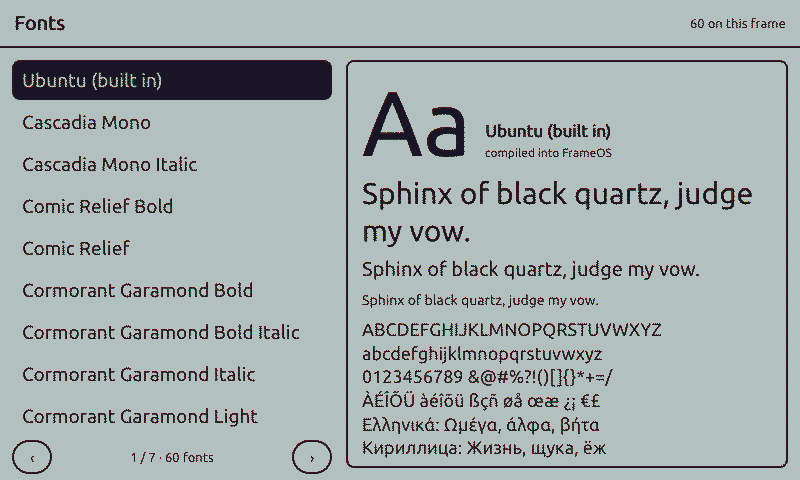 Fonts
60 on this frame
Ubuntu (built in)
Cascadia Mono
Cascadia Mono Italic
Comic Relief Bold
Comic Relief
Cormorant Garamond Bold
Cormorant Garamond Bold Italic
Cormorant Garamond Italic
Cormorant Garamond Light
‹
1 / 7 · 60 fonts
›
Aa
Ubuntu (built in)
compiled into FrameOS
Sphinx of black quartz, judge
my vow.
Sphinx of black quartz, judge my vow.
Sphinx of black quartz, judge my vow.
ABCDEFGHIJKLMNOPQRSTUVWXYZ
abcdefghijklmnopqrstuvwxyz
0123456789 &@#%?!()[]{}*+=/
ÀÉÎÕÜ àéîõü ßçñ øå œæ ¿¡ €£
Ελληνικά: Ωμέγα, άλφα, βήτα
Кириллица: Жизнь, щука, ёж